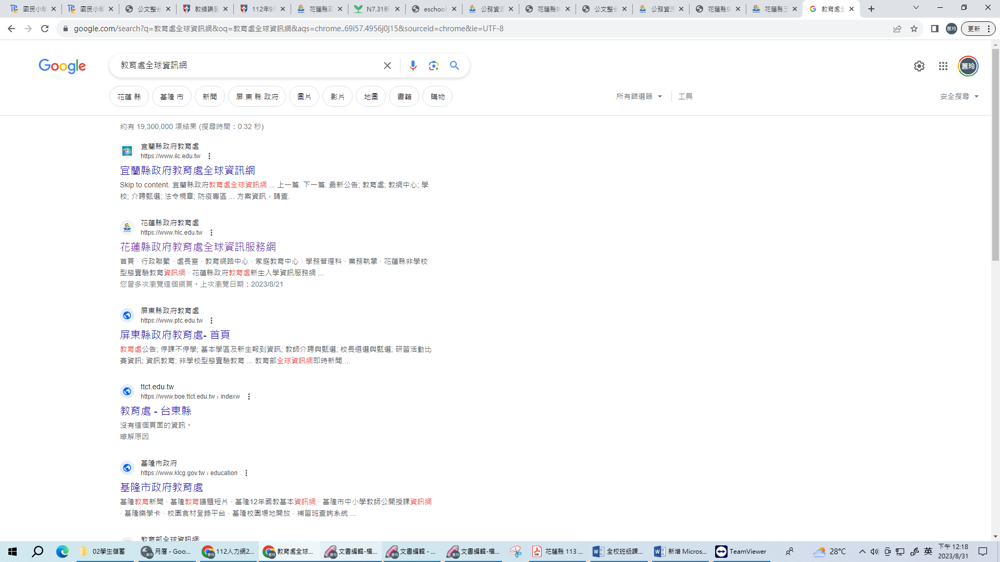 國民小學
國民小學
公文整合
教練講習
112年9月
花蓮縣政
N7.31新
eschool
公務資源
花蓮縣9
公文整合
公務資源
花蓮縣9
花蓮縣玉
教育處全
google.com/search?q=教育處全球資訊網&oq=教育處全球資訊網&aqs=chrome..69i57.4956j0j15&sourceid=chrome&ie=UTF-8
蕙玲
更新
Google
教育處全球資訊網
蕙玲
花蓮 縣
基隆 市
新聞
屏 東 縣 政府
圖片
影片
地圖
書籍
購物
所有篩選器
工具
安全搜尋
約有 19,300,000 項結果 (搜尋時間：0.32 秒)
宜蘭縣政府教育處
https://www.ilc.edu.tw
宜蘭縣政府教育處全球資訊網
Skip to content. 宜蘭縣政府教育處全球資訊網 ... 上一篇. 下一篇. 最新公告; 教育處; 教網中心; 學
校; 介聘甄選; 法令規章; 防疫專區 ... 方案資訊，請查.
花蓮縣政府教育處
https://www.hlc.edu.tw
花蓮縣政府教育處全球資訊服務網
首頁 · 行政聯繫 · 處長室 · 教育網路中心 · 家庭教育中心 · 學務管理科 · 業務執掌 · 花蓮縣非學校
型態實驗教育資訊網 · 花蓮縣政府教育處新生入學資訊服務網 ...
您曾多次瀏覽這個網頁。上次瀏覽日期：2023/8/21
屏東縣政府教育處
https://www.ptc.edu.tw
屏東縣政府教育處- 首頁
教育處公告; 停課不停學; 基本學區及新生報到資訊; 教師介聘與甄選; 校長遴選與甄選; 研習活動比
賽資訊; 資訊教育; 非學校型態實驗教育 ... 教育部全球資訊網即時新聞 ...
ttct.edu.tw
https://www.boe.ttct.edu.tw › indexw
教育處 - 台東縣
沒有這個頁面的資訊。
瞭解原因
基隆市政府
https://www.klcg.gov.tw › education
基隆市政府教育處
基隆教育新聞 · 基隆教育議題短片 · 基隆12年國教基本資訊網 · 基隆市中小學教師公開授課資訊網
· 基隆樂學卡 · 校園食材登錄平台 · 基隆校園場地開放 · 補習班查詢系統 ...
教育部全球資訊網
02學生儲蓄
月曆 - Goo...
112人力網2...
教育處全球...
文書編輯-檔...
文書編輯 - ...
文書編輯-檔...
花蓮縣 113 ...
全校班級課...
新增 Micros...
TeamViewer
28°C
英
下午 12:18
2023/8/31